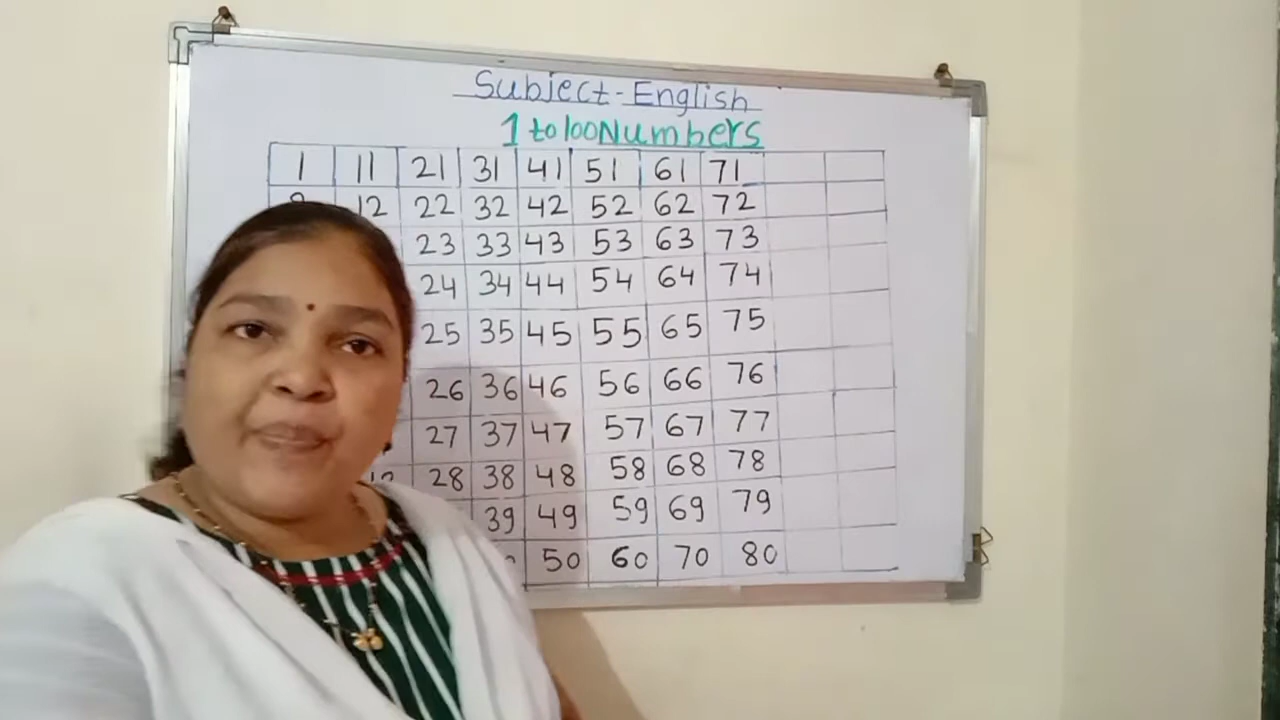 Subject-English
1 to 100 Numbers
1 11 21 31 41 51 61 71
12 22 32 42 52 62 72
23 33 43 53 63 73
24 34 44 54 64 74
25 35 45 55 65 75
26 36 46 56 66 76
27 37 47 57 67 77
28 38 48 58 68 78
39 49 59 69 79
50 60 70 80